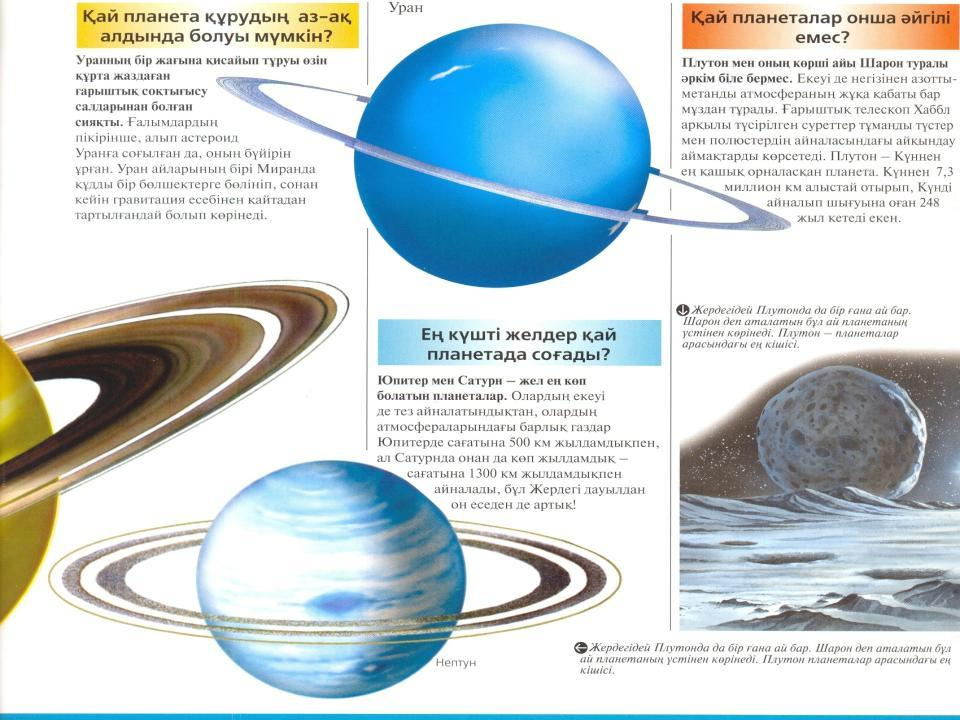 Қай планета құрудың  аз-ақ
алдында болуы мүмкін?
Уранның бір жағына қисайып тұруы өзін
құрта жаздаған
ғарыштық соқтығысу
салдарынан болған
сияқты. Ғалымдардың
пікірінше, алып астероид
Уранға соғылған да, оның бүйірін
ұрған. Уран айларының бірі Миранда
құдды бір бөлшектерге бөлініп, сонан
кейін гравитация есебінен қайтадан
тартылғандай болып көрінеді.
Уран
Қай планеталар онша әйгілі
емес?
Плутон мен оның көрші айы Шарон туралы
әркім біле бермес. Екеуі де негізінен азотты-
метанды атмосфераның жұқа қабаты бар
мұздан тұрады. Ғарыштық телескоп Хаббл
арқылы түсірілген суреттер тұманды түстер
мен полюстердің айналасындағы айқындау
аймақтарды көрсетеді. Плутон – Күннен
ең қашық орналасқан планета. Күннен  7,3
миллион км алыстай отырып, Күнді
айналып шығуына оған 248
жыл кетеді екен.
Ең күшті желдер қай
планетада соғады?
Юпитер мен Сатурн – жел ең көп
болатын планеталар. Олардың екеуі
де тез айналатындықтан, олардың
атмосфераларындағы барлық газдар
Юпитерде сағатына 500 км жылдамдықпен,
ал Сатурнда онан да көп жылдамдық –
сағатына 1300 км жылдамдықпен
айналады, бұл Жердегі дауылдан
он еседен де артық!
Жердегідей Плутонда да бір ғана ай бар.
Шарон деп аталатын бұл ай планетаның
үстінен көрінеді. Плутон – планеталар
арасындағы ең кішісі.
Нептун
Жердегідей Плутонда да бір ғана ай бар. Шарон деп аталатын бұл
ай планетаның үстінен көрінеді. Плутон планеталар арасындағы ең
кішісі.